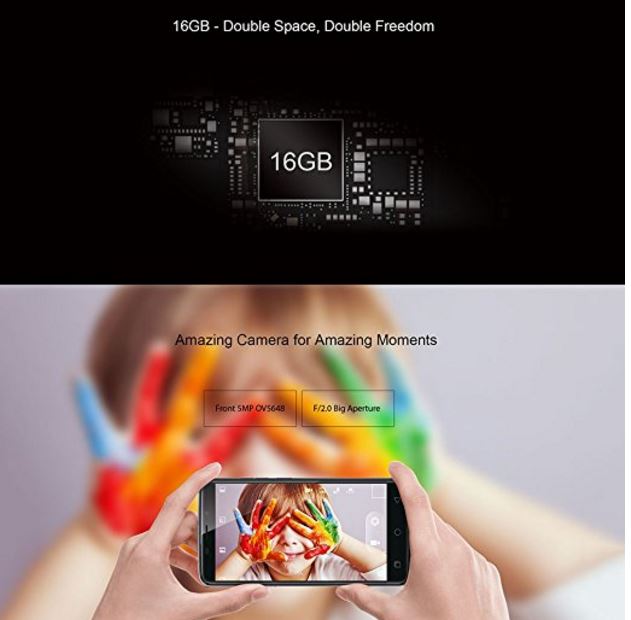 16GB - Double Space, Double Freedom
16GB
Amazing Camera for Amazing Moments
Front 5MP OV5648
F/2.0 Big Aperture